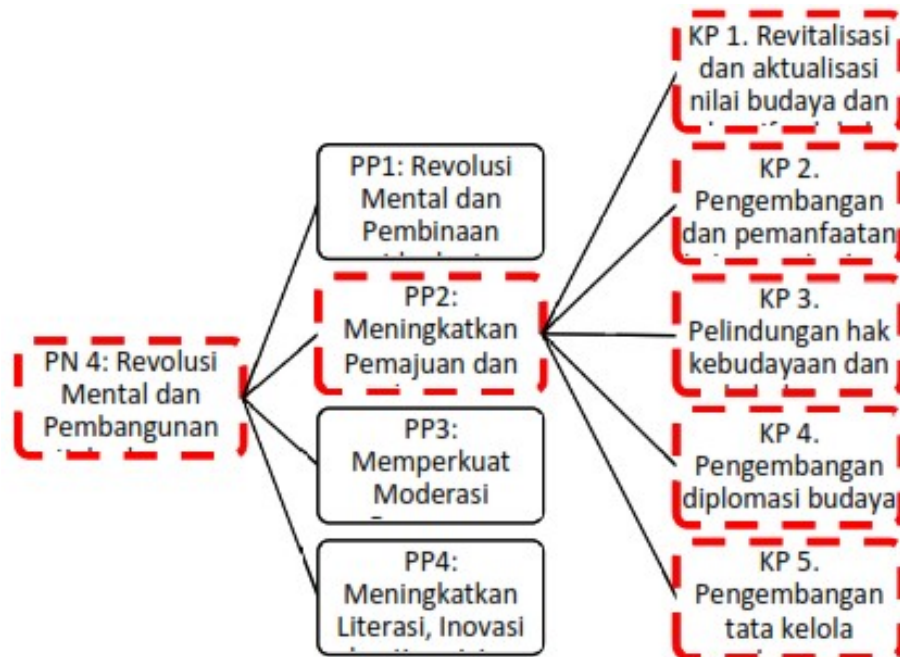 PN 4: Revolusi
Mental dan
Pembangunan
PP1: Revolusi
Mental dan
Pembinaan
PP2:
Meningkatkan
Pemajuan dan
PP3:
Memperkuat
Moderasi
PP4:
Meningkatkan
Literasi, Inovasi
KP 1. Revitalisasi
dan aktualisasi
nilai budaya dan
KP 2.
Pengembangan
dan pemanfaatan
KP 3.
Pelindungan hak
kebudayaan dan
KP 4.
Pengembangan
diplomasi budaya
KP 5.
Pengembangan
tata kelola